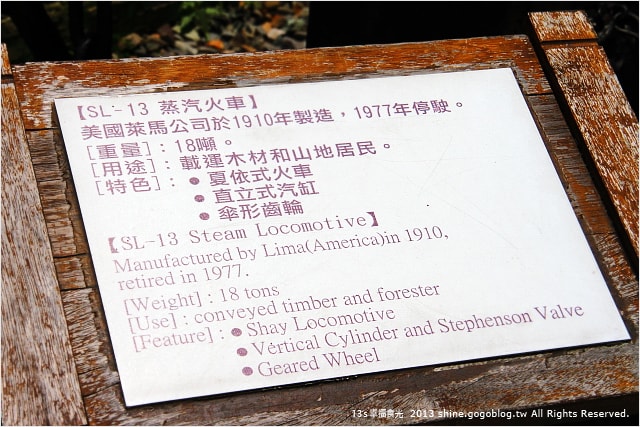 【SL-13 蒸汽火車】
美國萊馬公司於1910年製造，1977年停駛。
[重量]：18噸。
[用途]：載運木材和山地居民。
[特色]：●夏依式火車
●直立式汽缸
●傘形齒輪
【SL-13 Steam Locomotive】
Manufactured by Lima(America)in 1910,
retired in 1977.
[Weight]：18 tons
[Use]：conveyed timber and forester
[Feature]：●Shay Locomotive
●Vertical Cylinder and Stephenson Valve
●Geared Wheel
2013 shine.gogoblog.tw All Rights Reserved.